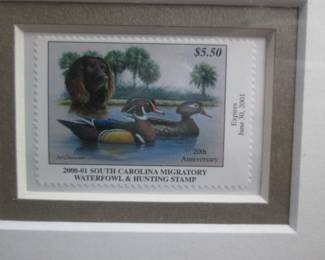 $5.50
Expires
June 30, 2001
20th
Anniversary
2000-01 SOUTH CAROLINA MIGRATORY
WATERFOWL & HUNTING STAMP